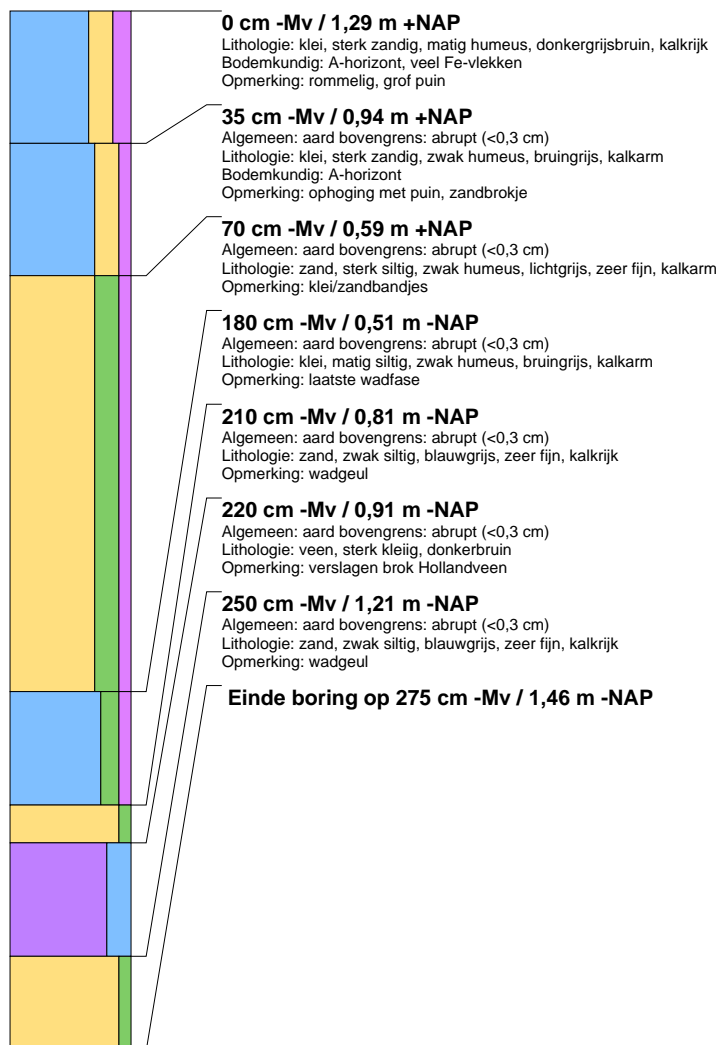 0 cm -Mv / 1,29 m +NAP
Lithologie: klei, sterk zandig, matig humeus, donkergrijsbruin, kalkrijk
Bodemkundig: A-horizont, veel Fe-vlekken
Opmerking: rommelig, grof puin
35 cm -Mv / 0,94 m +NAP
Algemeen: aard bovengrens: abrupt (<0,3 cm)
Lithologie: klei, sterk zandig, zwak humeus, bruingrijs, kalkarm
Bodemkundig: A-horizont
Opmerking: ophoging met puin, zandbrokje
70 cm -Mv / 0,59 m +NAP
Algemeen: aard bovengrens: abrupt (<0,3 cm)
Lithologie: zand, sterk siltig, zwak humeus, lichtgrijs, zeer fijn, kalkarm
Opmerking: klei/zandbandjes
180 cm -Mv / 0,51 m -NAP
Algemeen: aard bovengrens: abrupt (<0,3 cm)
Lithologie: klei, matig siltig, zwak humeus, bruingrijs, kalkarm
Opmerking: laatste wadfase
210 cm -Mv / 0,81 m -NAP
Algemeen: aard bovengrens: abrupt (<0,3 cm)
Lithologie: zand, zwak siltig, blauwgrijs, zeer fijn, kalkrijk
Opmerking: wadgeul
220 cm -Mv / 0,91 m -NAP
Algemeen: aard bovengrens: abrupt (<0,3 cm)
Lithologie: veen, sterk kleiig, donkerbruin
Opmerking: verslagen brok Hollandveen
250 cm -Mv / 1,21 m -NAP
Algemeen: aard bovengrens: abrupt (<0,3 cm)
Lithologie: zand, zwak siltig, blauwgrijs, zeer fijn, kalkrijk
Opmerking: wadgeul
Einde boring op 275 cm -Mv / 1,46 m -NAP